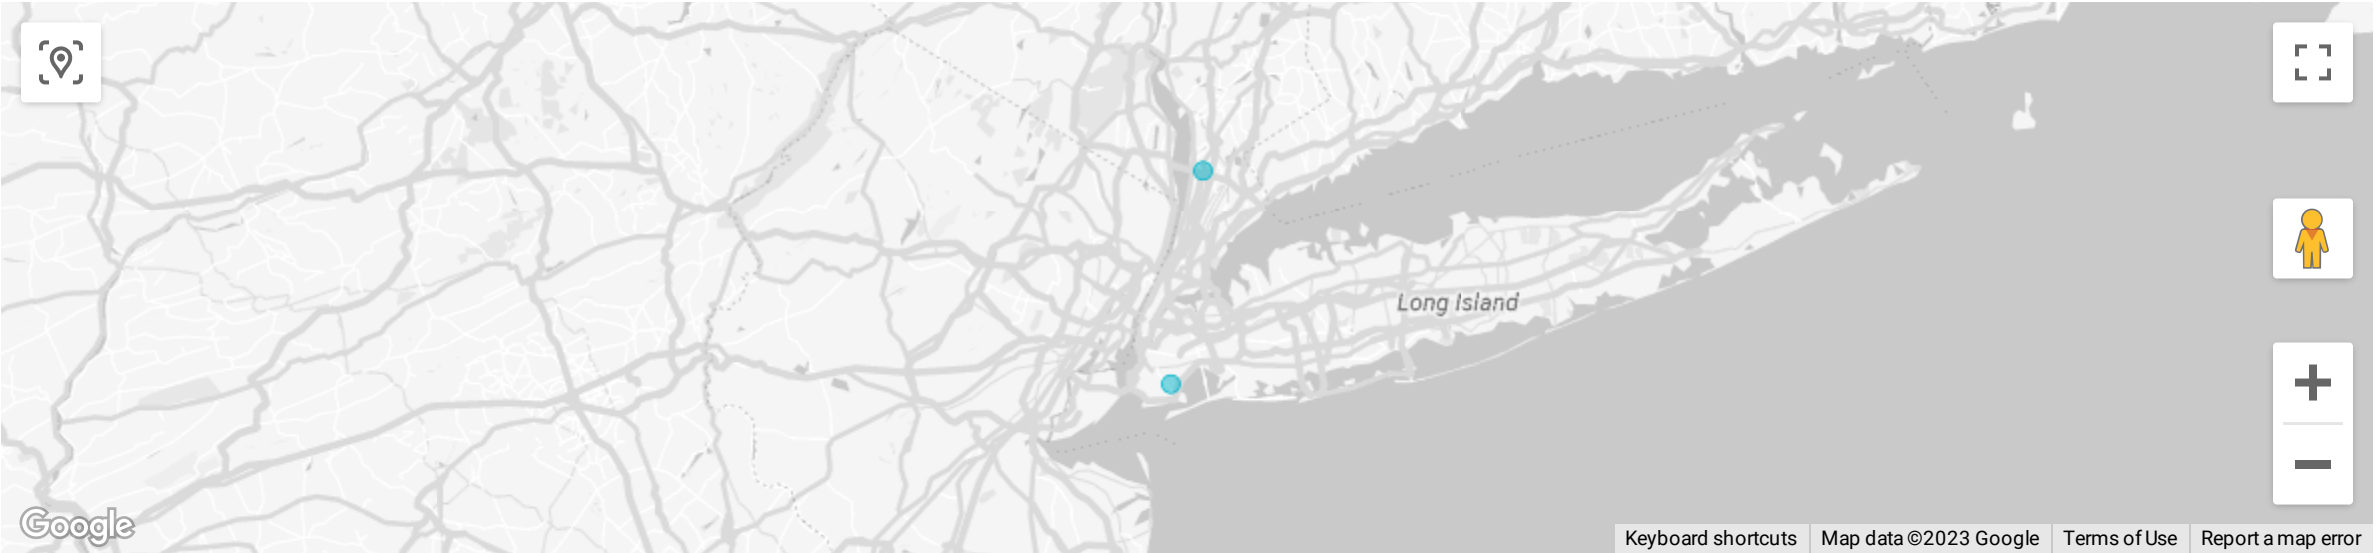 Long Island
Google
Keyboard shortcuts
Map data ©2023 Google
Terms of Use
Report a map error